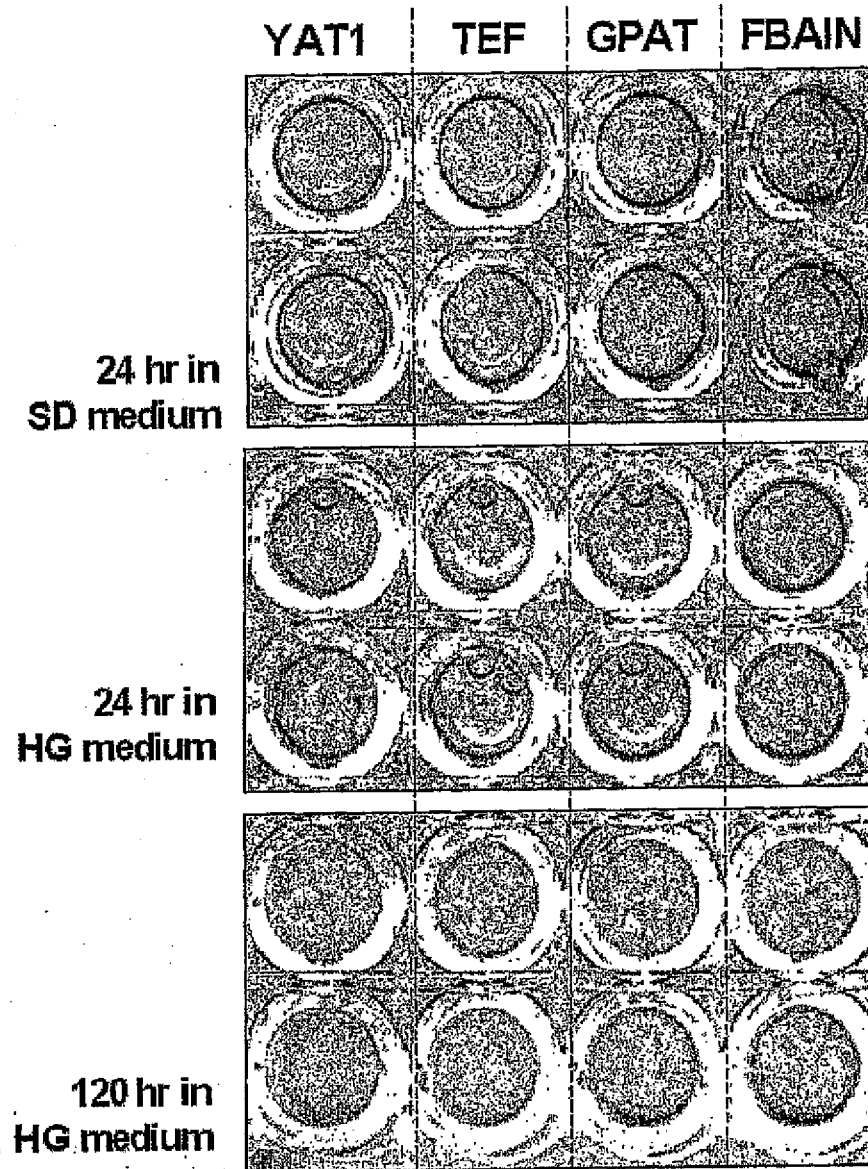 YAT1 TEF GPAT FBAIN
24 hr in
SD medium
24 hr in
HG medium
120 hr in
HG medium